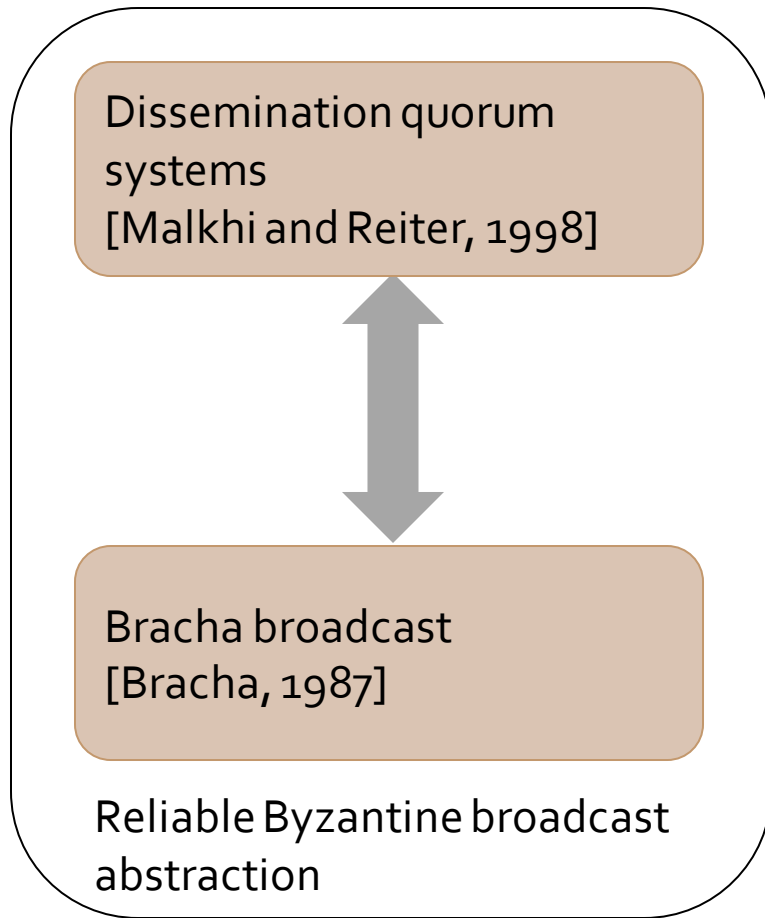 Dissemination quorum
systems
[Malkhi and Reiter, 1998]
Bracha broadcast
[Bracha, 1987]
Reliable Byzantine broadcast
abstraction